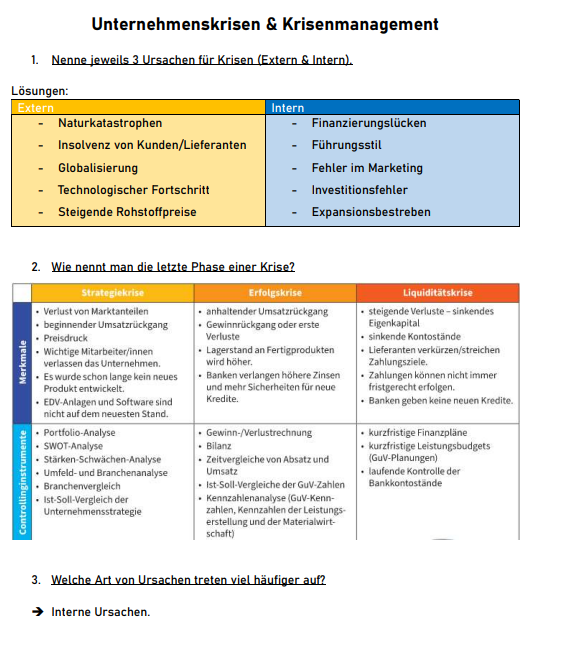 Unternehmenskrisen & Krisenmanagement
1. Nenne jeweils 3 Ursachen für Krisen (Extern & Intern).
Lösungen:
Extern
- Naturkatastrophen
- Insolvenz von Kunden/Lieferanten
- Globalisierung
- Technologischer Fortschritt
- Steigende Rohstoffpreise
Intern
- Finanzierungslücken
- Führungsstil
- Fehler im Marketing
- Investitionsfehler
- Expansionsbestreben
2. Wie nennt man die letzte Phase einer Krise?
Strategiekrise
Erfolgskrise
Liquiditätskrise
Merkmale
• Verlust von Marktanteilen
• beginnender Umsatzrückgang
• Preisdruck
• Wichtige Mitarbeiter/innen
verlassen das Unternehmen.
• Es wurde schon lange kein neues
Produkt entwickelt.
• EDV-Anlagen und Software sind
nicht auf dem neuesten Stand.
• anhaltender Umsatzrückgang
• Gewinnrückgang oder erste
Verluste
• Lagerstand an Fertigprodukten
wird höher.
• Banken verlangen höhere Zinsen
und mehr Sicherheiten für neue
Kredite.
• steigende Verluste – sinkendes
Eigenkapital
• sinkende Kontostände
• Lieferanten verkürzen/streichen
Zahlungsziele.
• Zahlungen können nicht immer
fristgerecht erfolgen.
• Banken geben keine neuen Kredite.
Controllinginstrumente
• Portfolio-Analyse
• SWOT-Analyse
• Stärken-Schwächen-Analyse
• Umfeld- und Branchenanalyse
• Branchenvergleich
• Ist-Soll-Vergleich der
Unternehmensstrategie
• Gewinn-/Verlustrechnung
• Bilanz
• Zeitvergleiche von Absatz und
Umsatz
• Ist-Soll-Vergleiche der GuV-Zahlen
• Kennzahlenanalyse (GuV-Kenn-
zahlen, Kennzahlen der Leistungs-
erstellung und der Materialwirt-
schaft)
• kurzfristige Finanzpläne
• kurzfristige Leistungsbudgets
(GuV-Planungen)
• laufende Kontrolle der
Bankkontostände
3. Welche Art von Ursachen treten viel häufiger auf?
➔ Interne Ursachen.